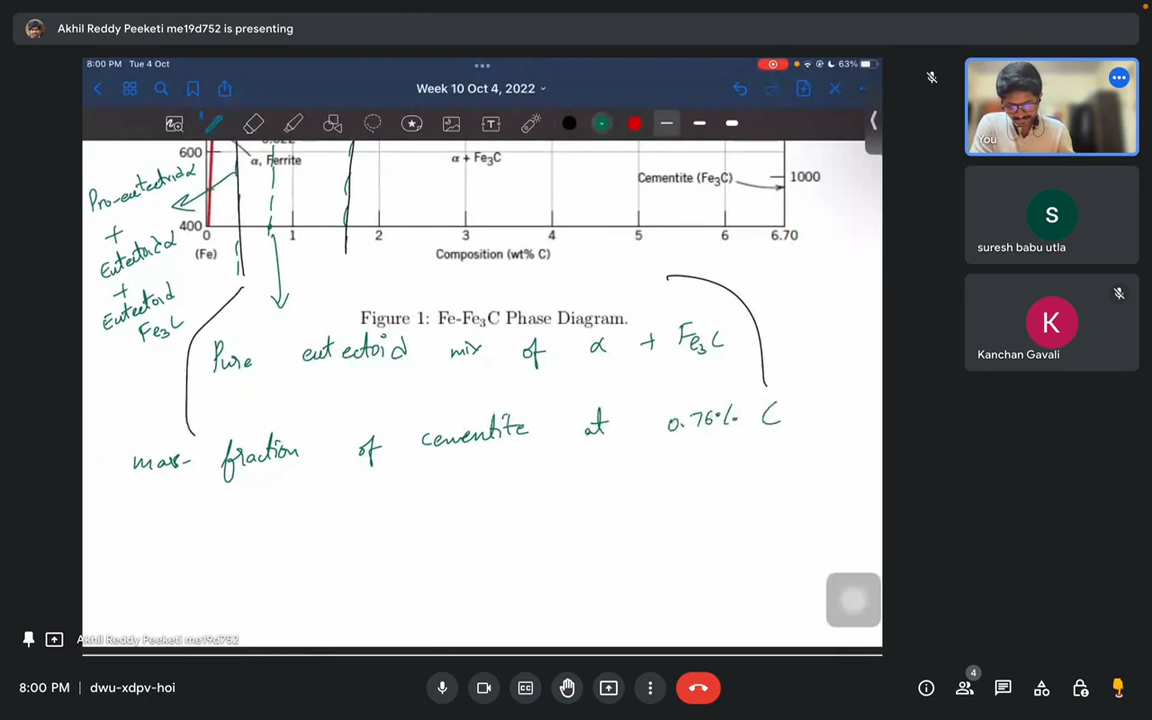 Akhil Reddy Peeketi me19d752 is presenting
8:00 PM Tue 4 Oct
63%
Week 10 Oct 4, 2022
T
600
α, Ferrite
α + Fe3C
Cementite (Fe3C)
1000
400
0 1 2 3 4 5 6 6.70
(Fe)
Composition (wt% C)
Pro-eutectoid α
+
Eutectoid α
+
Eutectoid
Fe3C
Figure 1: Fe-Fe3C Phase Diagram.
Pure eutectoid mix of α + Fe3C
mass fraction of cementite at 0.76% C
You
S
suresh babu utla
K
Kanchan Gavali
Akhil Reddy Peeketi me19d752
8:00 PM | dwu-xdpv-hoi
CC
4